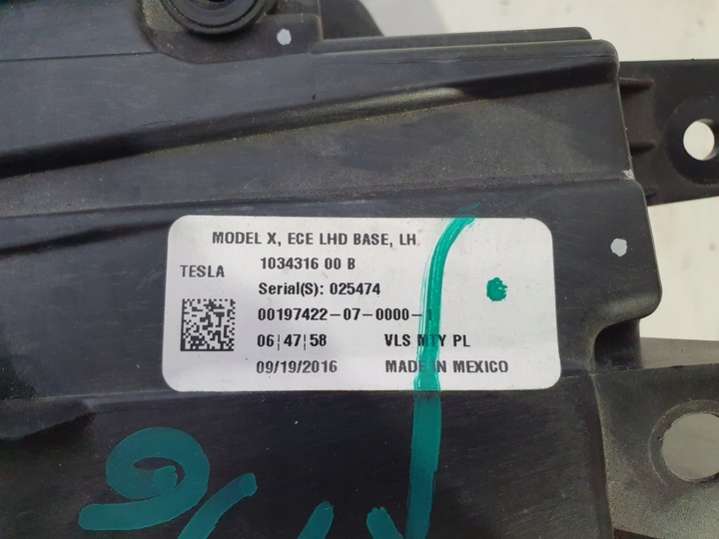 MODEL X, ECE LHD BASE, LH
TESLA 1034316 00 B
Serial(S): 025474
00197422-07-0000-
06|47|58 VLS MTY PL
09/19/2016 MADE IN MEXICO